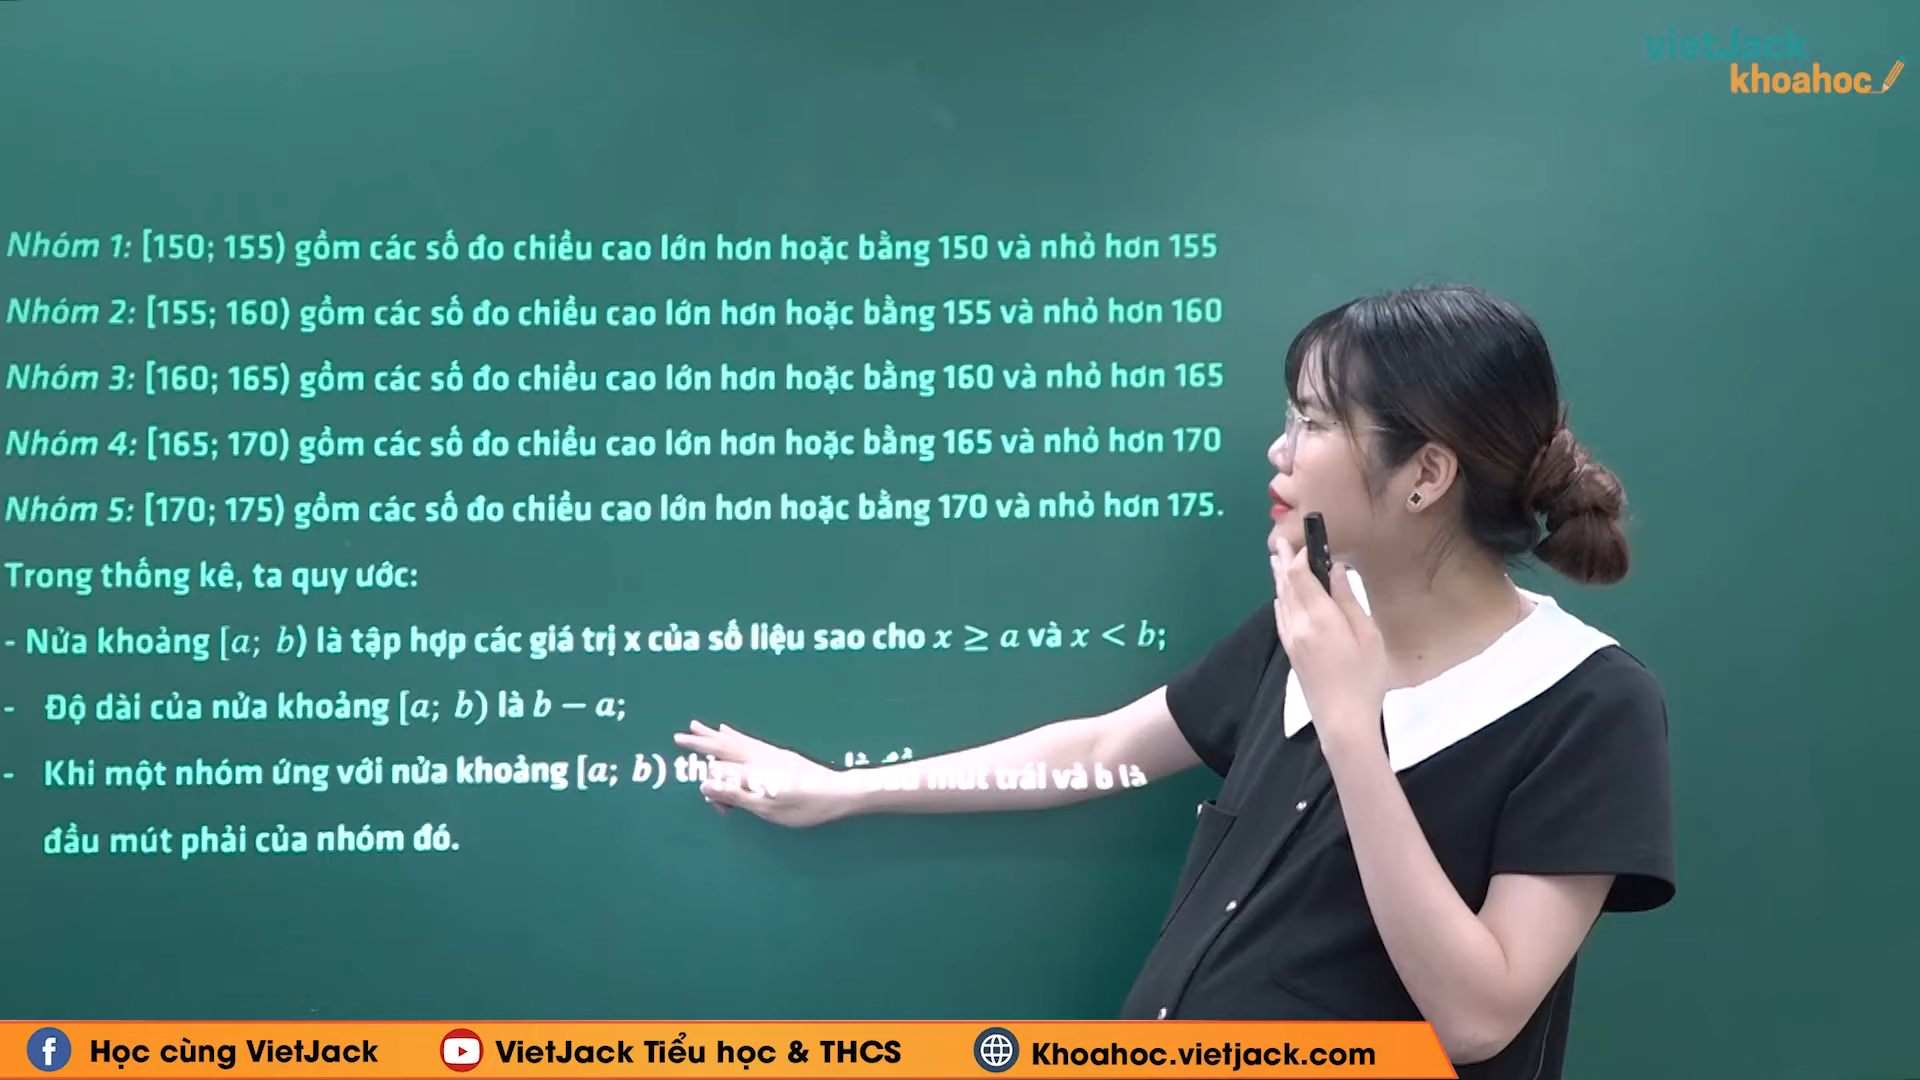 vietJack
khoahoc
Nhóm 1: [150; 155) gồm các số đo chiều cao lớn hơn hoặc bằng 150 và nhỏ hơn 155
Nhóm 2: [155; 160) gồm các số đo chiều cao lớn hơn hoặc bằng 155 và nhỏ hơn 160
Nhóm 3: [160; 165) gồm các số đo chiều cao lớn hơn hoặc bằng 160 và nhỏ hơn 165
Nhóm 4: [165; 170) gồm các số đo chiều cao lớn hơn hoặc bằng 165 và nhỏ hơn 170
Nhóm 5: [170; 175) gồm các số đo chiều cao lớn hơn hoặc bằng 170 và nhỏ hơn 175.
Trong thống kê, ta quy ước:
- Nửa khoảng [a; b) là tập hợp các giá trị x của số liệu sao cho x ≥ a và x < b;
- Độ dài của nửa khoảng [a; b) là b − a;
- Khi một nhóm ứng với nửa khoảng [a; b) là mút trái và b là
đầu mút phải của nhóm đó.
Học cùng VietJack
VietJack Tiểu học & THCS
Khoahoc.vietjack.com